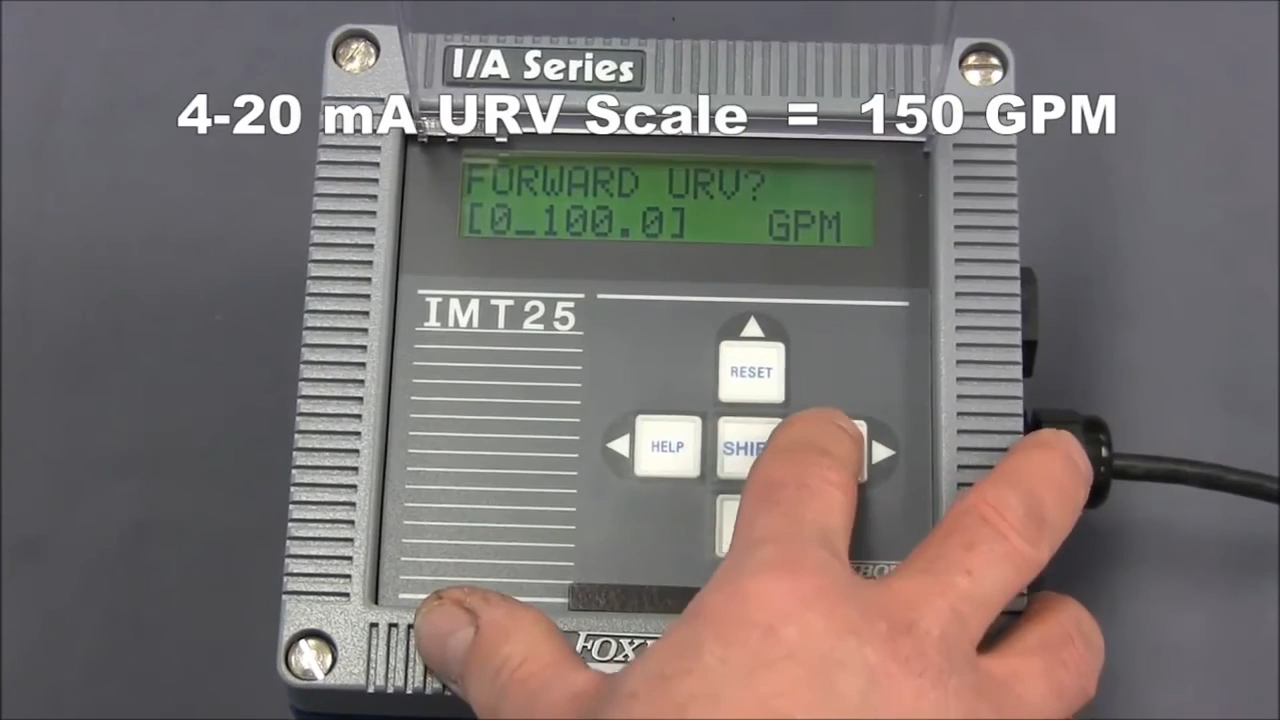 I/A Series
4-20 mA URV Scale = 150 GPM
FORWARD URV?
[0_100.0] GPM
IMT25
RESET
HELP